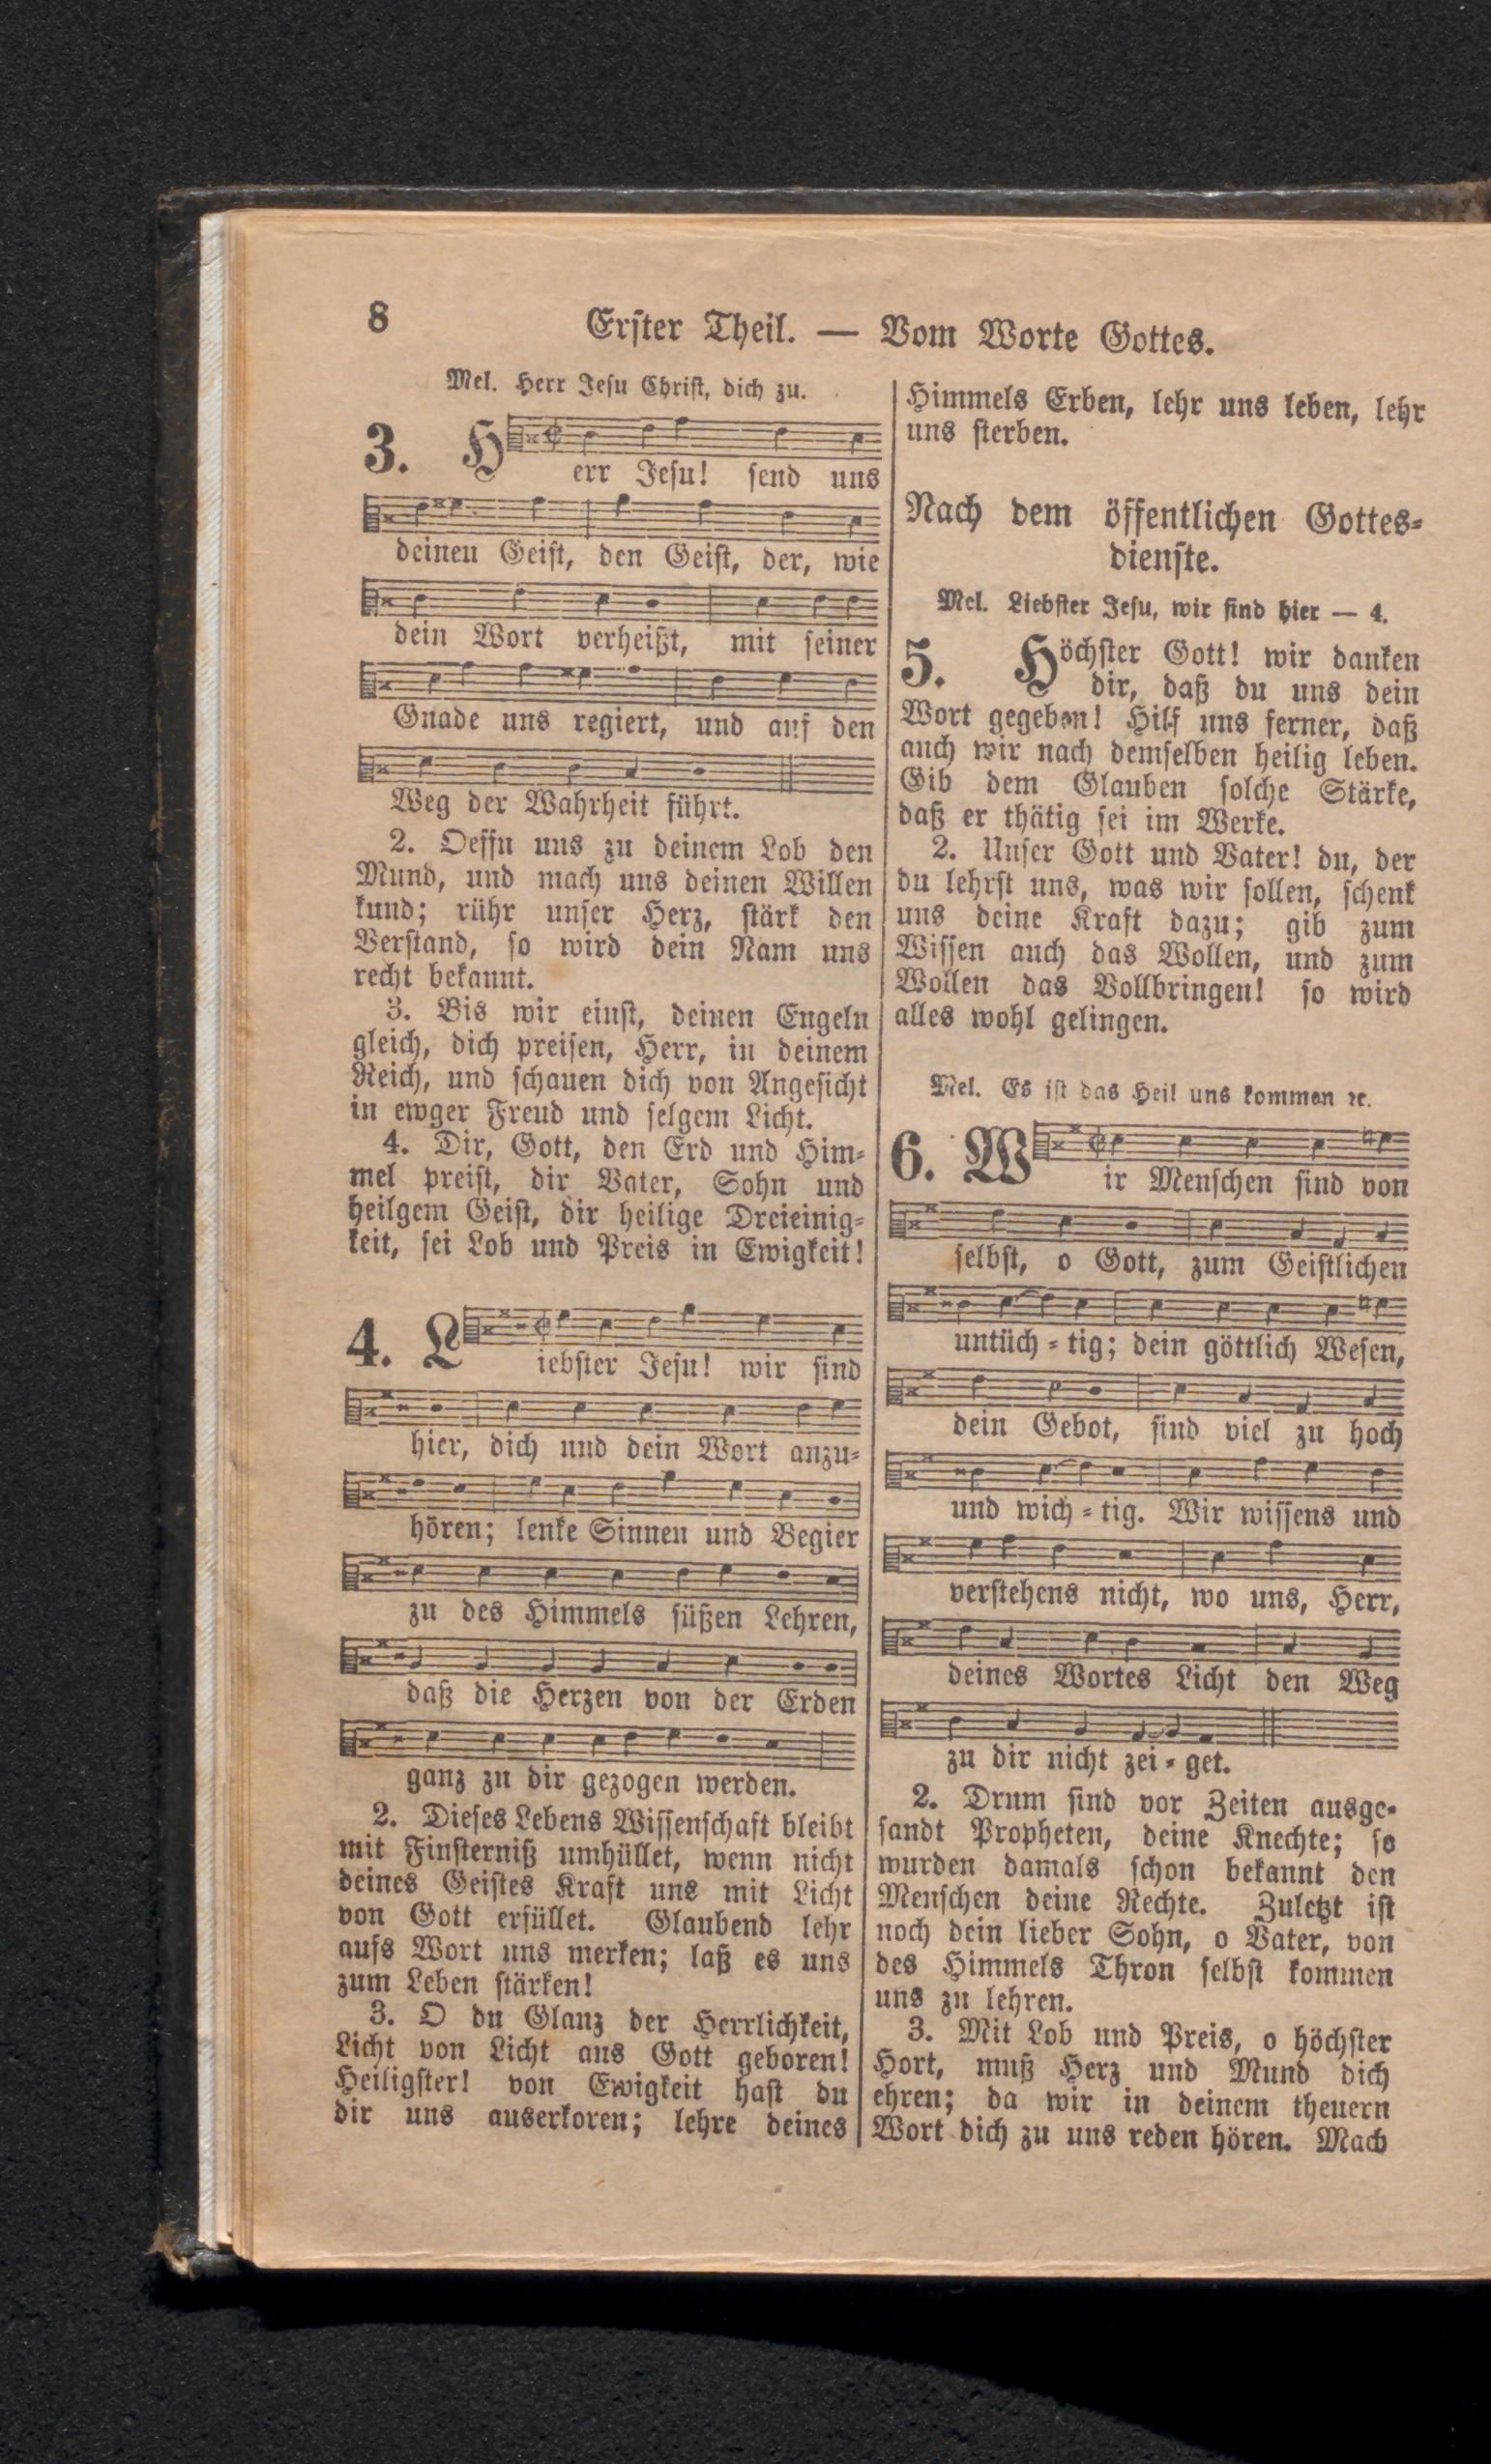 8
Erster Theil. — Vom Worte Gottes.
Mel. Herr Jesu Christ, dich zu.
3. Herr Jesu! send uns
deinen Geist, den Geist, der, wie
dein Wort verheißt, mit seiner
Gnade uns regiert, und auf den
Weg der Wahrheit führt.
2. Oeffn uns zu deinem Lob den
Mund, und mach uns deinen Willen
kund; rühr unser Herz, stärk den
Verstand, so wird dein Nam uns
recht bekannt.
3. Bis wir einst, deinen Engeln
gleich, dich preisen, Herr, in deinem
Reich, und schauen dich von Angesicht
in ewger Freud und selgem Licht.
4. Dir, Gott, den Erd und Him-
mel preist, dir Vater, Sohn und
heilgem Geist, dir heilige Dreieinig-
keit, sei Lob und Preis in Ewigkeit!
4. Liebster Jesu! wir sind
hier, dich und dein Wort anzu-
hören; lenke Sinnen und Begier
zu des Himmels süßen Lehren,
daß die Herzen von der Erden
ganz zu dir gezogen werden.
2. Dieses Lebens Wissenschaft bleibt
mit Finsterniß umhüllet, wenn nicht
deines Geistes Kraft uns mit Licht
von Gott erfüllet. Glaubend lehr
aufs Wort uns merken; laß es uns
zum Leben stärken!
3. O du Glanz der Herrlichkeit,
Licht von Licht aus Gott geboren!
Heiligster! von Ewigkeit hast du
dir uns auserkoren; lehre deines
Himmels Erben, lehr uns leben, lehr
uns sterben.
Nach dem öffentlichen Gottes-
dienste.
Mel. Liebster Jesu, wir sind hier — 4.
5. Höchster Gott! wir danken
dir, daß du uns dein
Wort gegeben! Hilf uns ferner, daß
auch wir nach demselben heilig leben.
Gib dem Glauben solche Stärke,
daß er thätig sei im Werke.
2. Unser Gott und Vater! du, der
du lehrst uns, was wir sollen, schenk
uns deine Kraft dazu; gib zum
Wissen auch das Wollen, und zum
Wollen das Vollbringen! so wird
alles wohl gelingen.
Mel. Es ist das Heil uns kommen ꝛc.
6. Wir Menschen sind von
selbst, o Gott, zum Geistlichen
untüch-tig; dein göttlich Wesen,
dein Gebot, sind viel zu hoch
und wich-tig. Wir wissens und
verstehens nicht, wo uns, Herr,
deines Wortes Licht den Weg
zu dir nicht zei-get.
2. Drum sind vor Zeiten ausge-
sandt Propheten, deine Knechte; so
wurden damals schon bekannt den
Menschen deine Rechte. Zuletzt ist
noch dein lieber Sohn, o Vater, von
des Himmels Thron selbst kommen
uns zu lehren.
3. Mit Lob und Preis, o höchster
Hort, muß Herz und Mund dich
ehren; da wir in deinem theuern
Wort dich zu uns reden hören. Mach